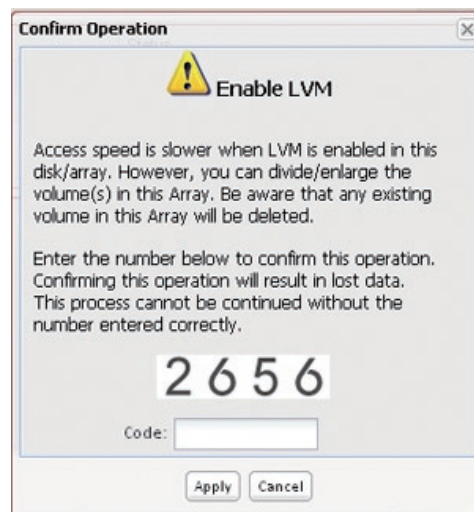 Confirm Operation
Enable LVM
Access speed is slower when LVM is enabled in this
disk/array. However, you can divide/enlarge the
volume(s) in this Array. Be aware that any existing
volume in this Array will be deleted.
Enter the number below to confirm this operation.
Confirming this operation will result in lost data.
This process cannot be continued without the
number entered correctly.
2656
Code:
Apply Cancel